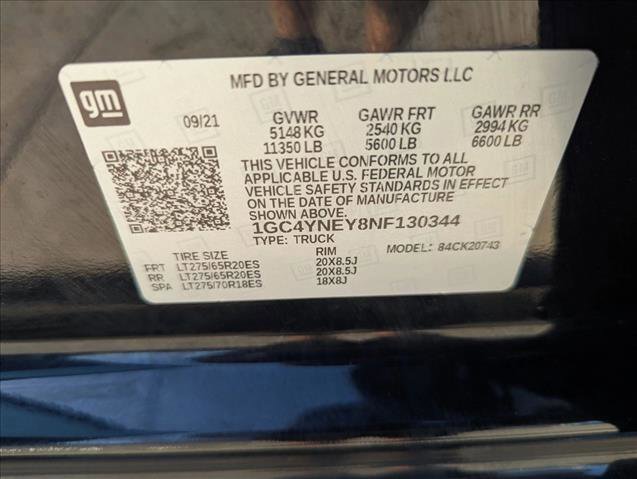 gm
MFD BY GENERAL MOTORS LLC
09/21 GVWR GAWR FRT GAWR RR
5148 KG 2540 KG 2994 KG
11350 LB 5600 LB 6600 LB
THIS VEHICLE CONFORMS TO ALL
APPLICABLE U.S. FEDERAL MOTOR
VEHICLE SAFETY STANDARDS IN EFFECT
ON THE DATE OF MANUFACTURE
SHOWN ABOVE.
1GC4YNEY8NF130344
TYPE: TRUCK MODEL: 84CK20743
TIRE SIZE RIM
FRT LT275/65R20ES 20X8.5J
RR LT275/65R20ES 20X8.5J
SPA LT275/70R18ES 18X8J